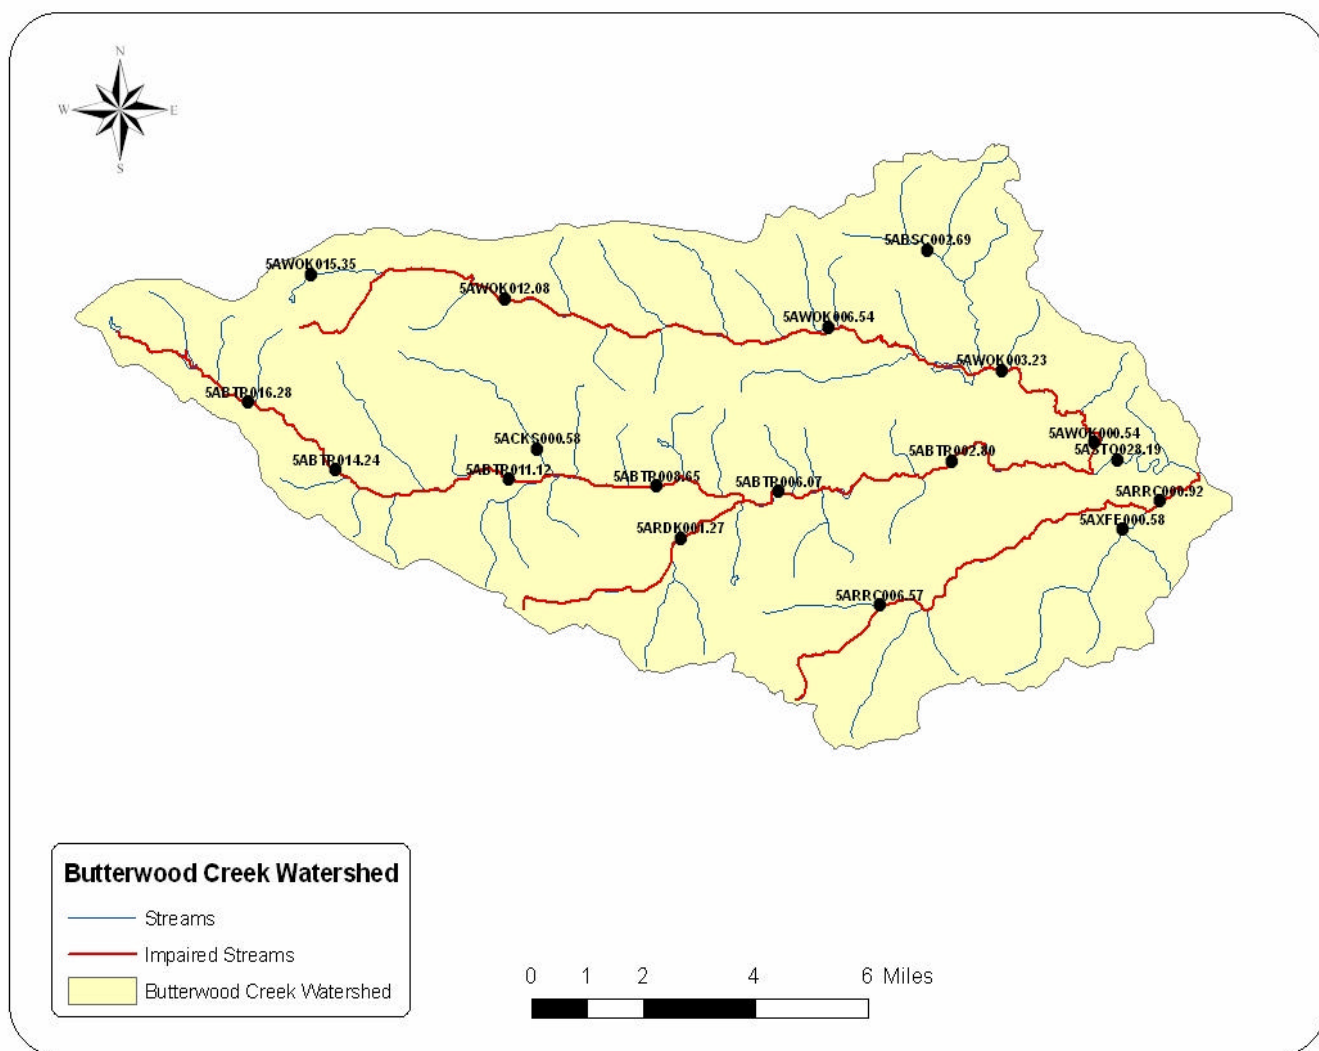 N
W E
S
5ABSC002.69
5AWOK015.35
5AWOK012.08
5AWOK006.54
5AWOK003.23
5ABTR016.28
5ACKS000.58
5AWOK000.54
5ABTR002.80
5ASTO028.19
5ABTR014.24
5ABTR011.12
5ABTR008.65
5ABTR006.07
5ARRC000.92
5AXFE000.58
5ARDK001.27
5ARRC006.57
Butterwood Creek Watershed
Streams
Impaired Streams
Butterwood Creek Watershed
0 1 2 4 6 Miles